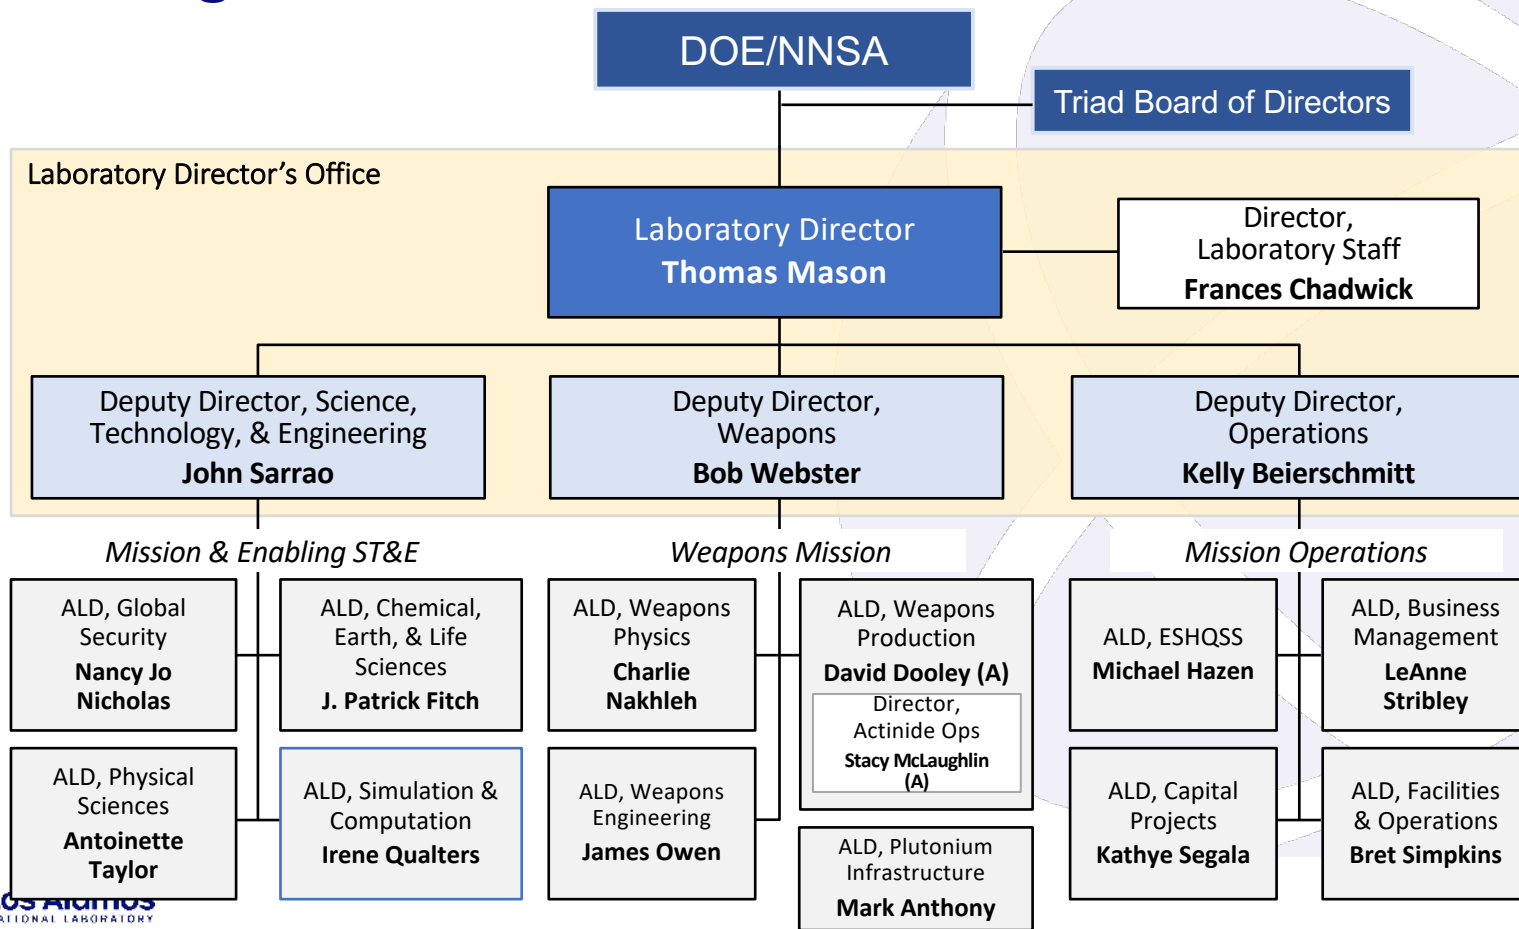 DOE/NNSA
Triad Board of Directors
Laboratory Director’s Office
Laboratory Director
Thomas Mason
Director,
Laboratory Staff
Frances Chadwick
Deputy Director, Science,
Technology, & Engineering
John Sarrao
Deputy Director,
Weapons
Bob Webster
Deputy Director,
Operations
Kelly Beierschmitt
Mission & Enabling ST&E
Weapons Mission
Mission Operations
ALD, Global
Security
Nancy Jo
Nicholas
ALD, Chemical,
Earth, & Life
Sciences
J. Patrick Fitch
ALD, Weapons
Physics
Charlie
Nakhleh
ALD, Weapons
Production
David Dooley (A)
Director,
Actinide Ops
Stacy McLaughlin
(A)
ALD, ESHQSS
Michael Hazen
ALD, Business
Management
LeAnne
Stribley
ALD, Physical
Sciences
Antoinette
Taylor
ALD, Simulation &
Computation
Irene Qualters
ALD, Weapons
Engineering
James Owen
ALD, Plutonium
Infrastructure
Mark Anthony
ALD, Capital
Projects
Kathye Segala
ALD, Facilities
& Operations
Bret Simpkins
Alamos
LABORATORY